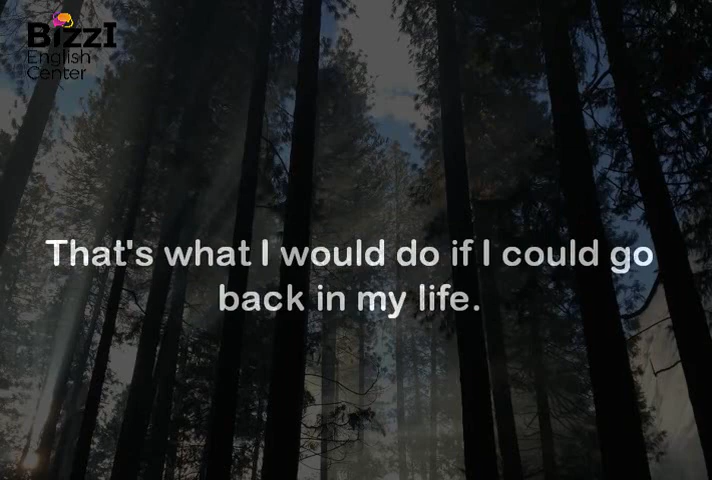 BizzI
English
Center
That's what I would do if I could go
back in my life.